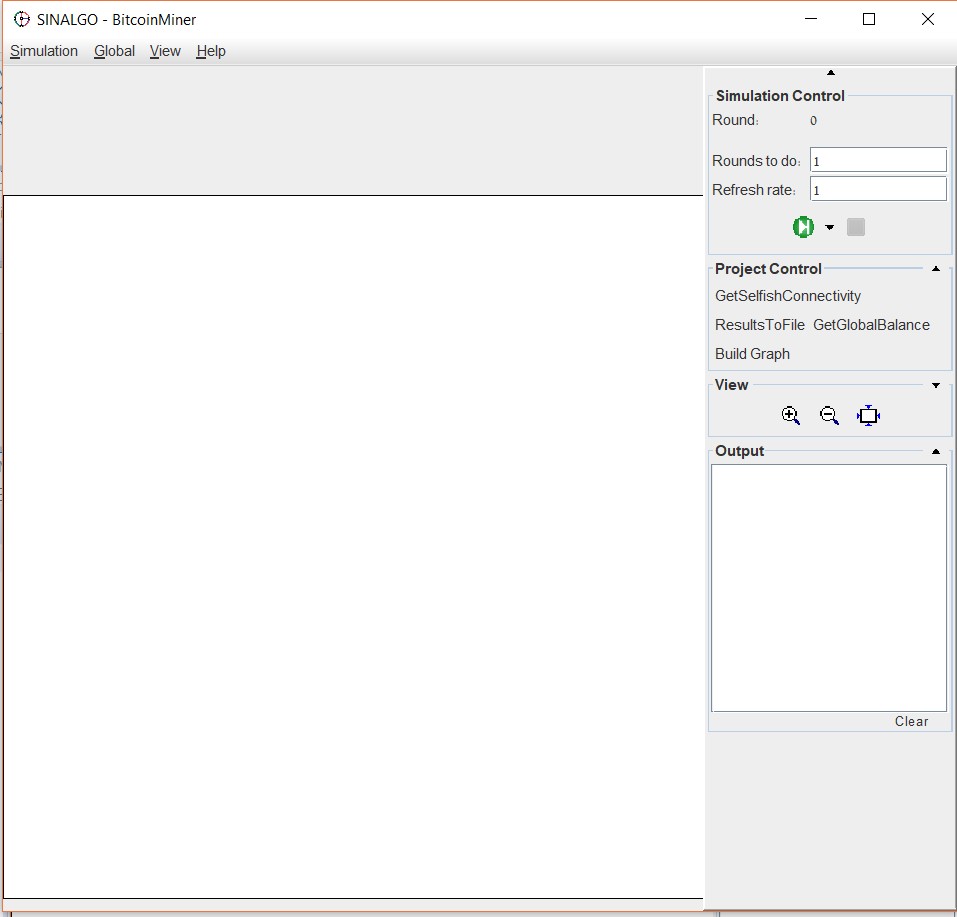 SINALGO - BitcoinMiner
Simulation Global View Help
Simulation Control
Round: 0
Rounds to do: 1
Refresh rate: 1
Project Control
GetSelfishConnectivity
ResultsToFile GetGlobalBalance
Build Graph
View
Output
Clear